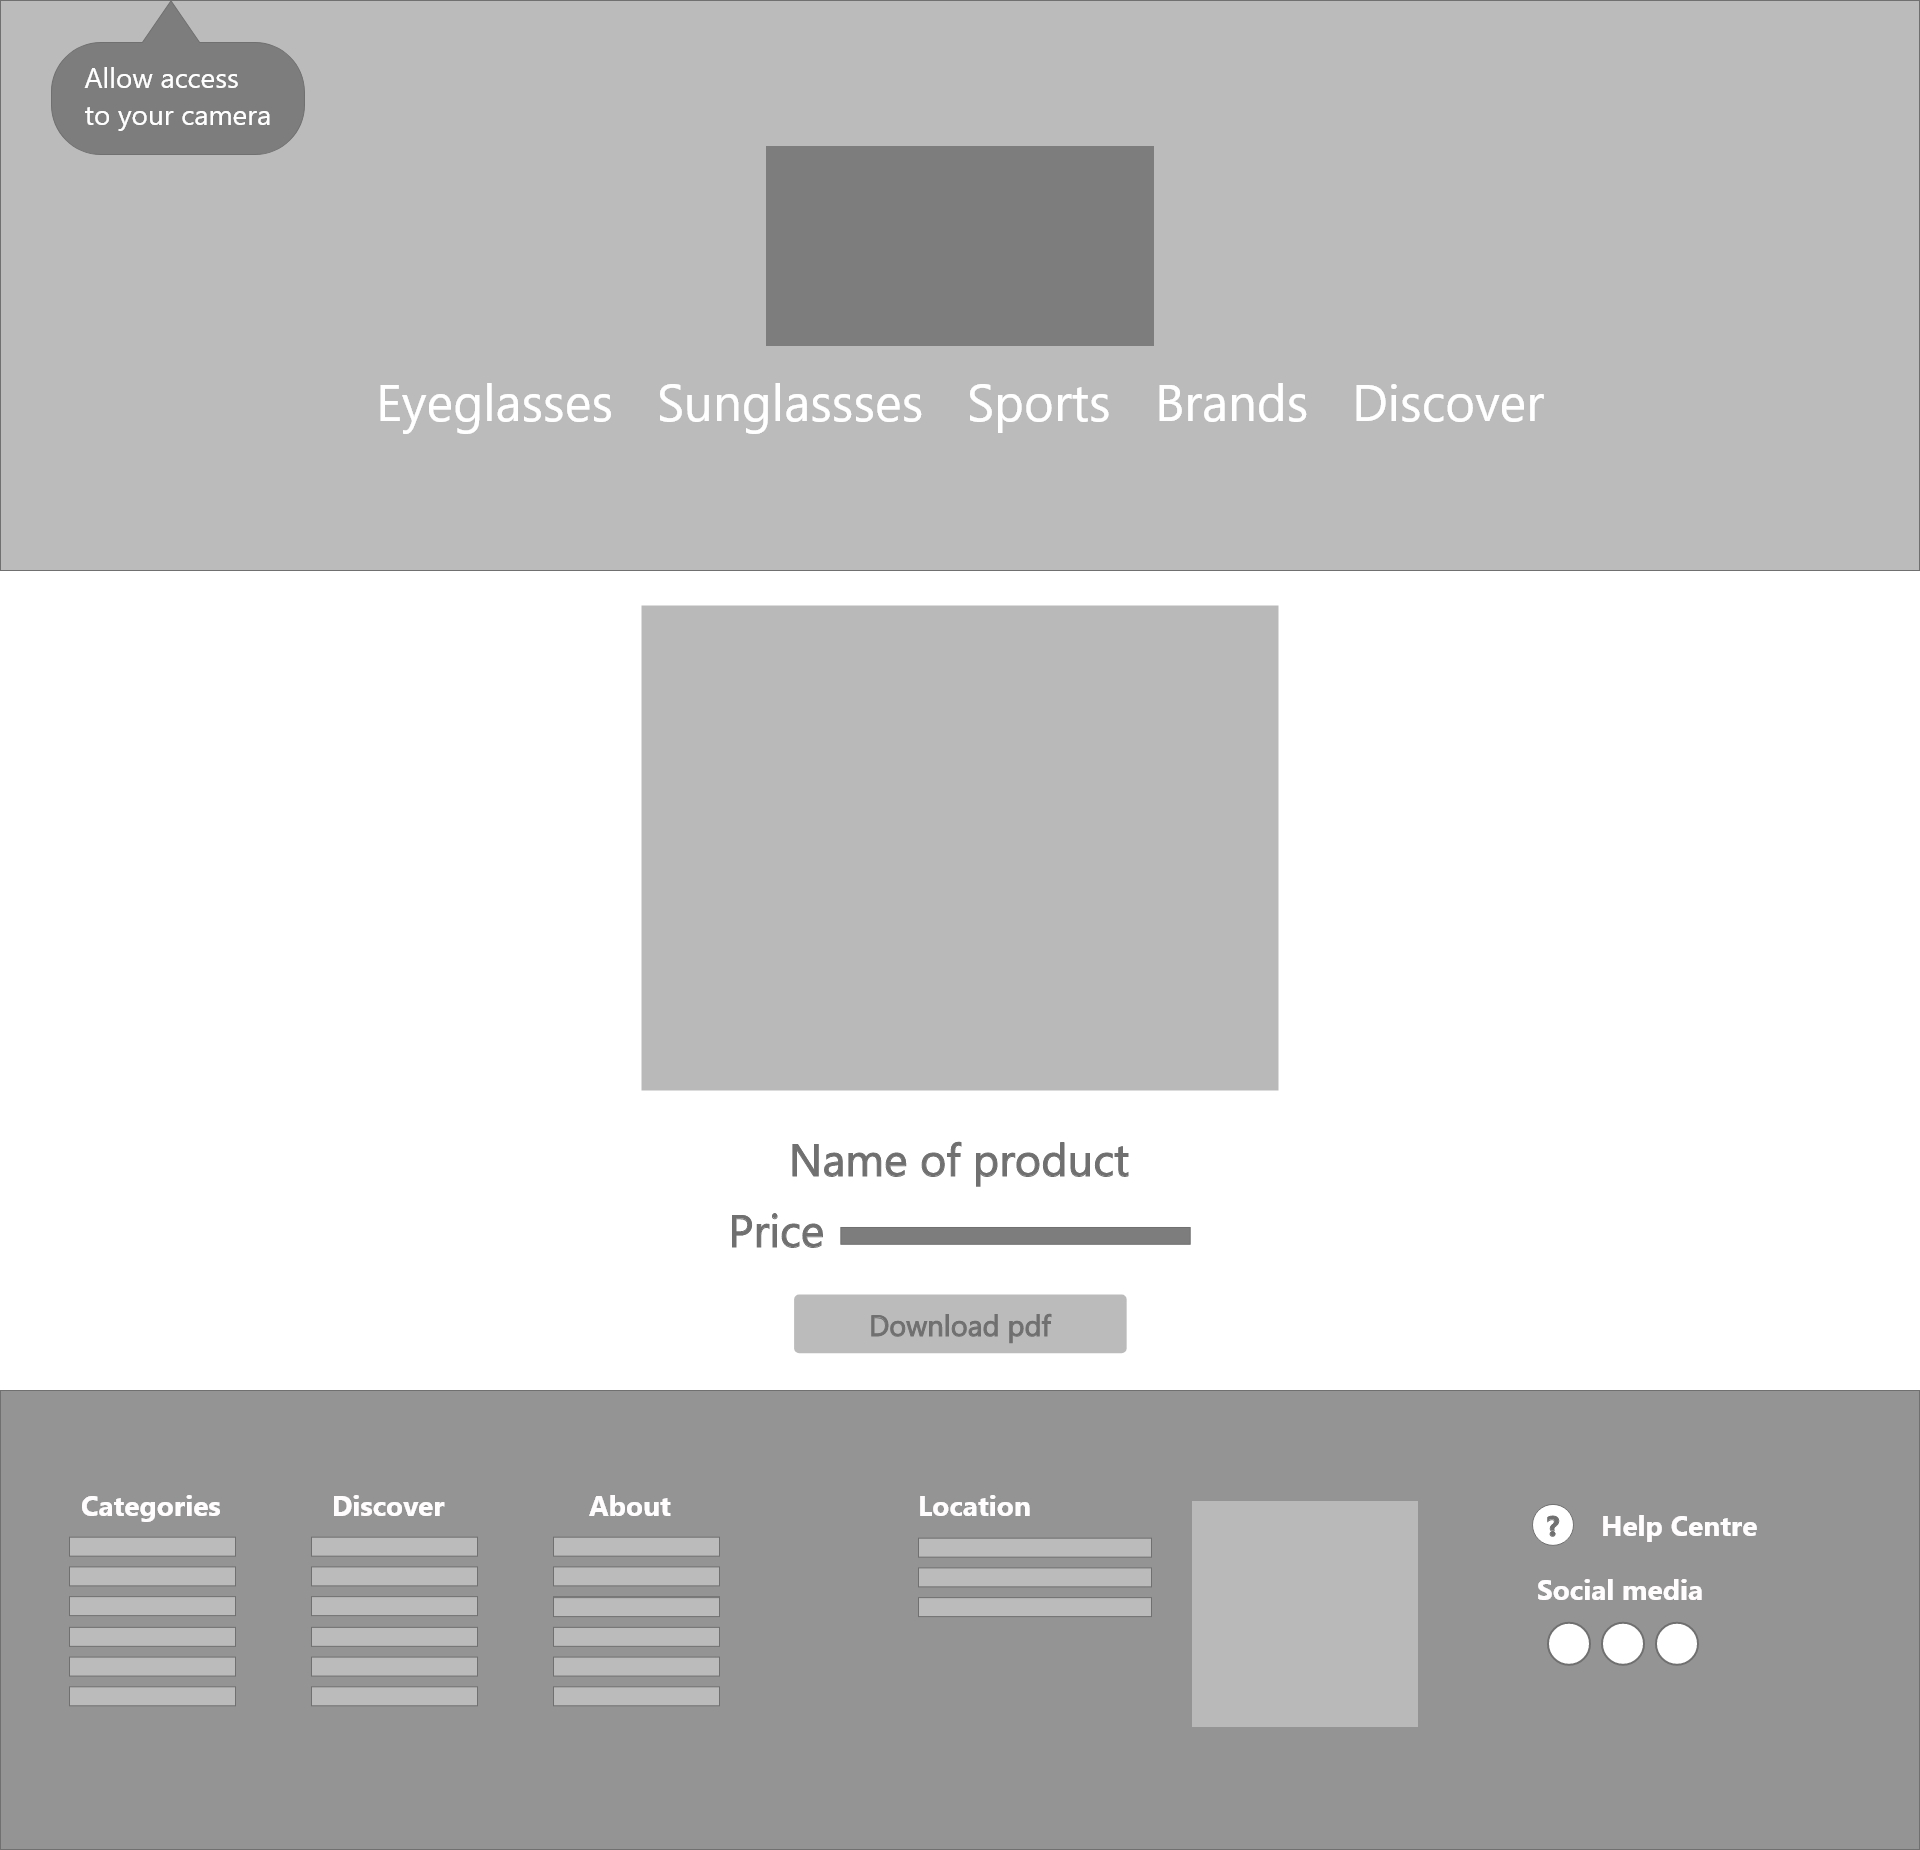 Allow access
to your camera
Eyeglasses Sunglassses Sports Brands Discover
Name of product
Price
Download pdf
Categories Discover About Location
? Help Centre
Social media